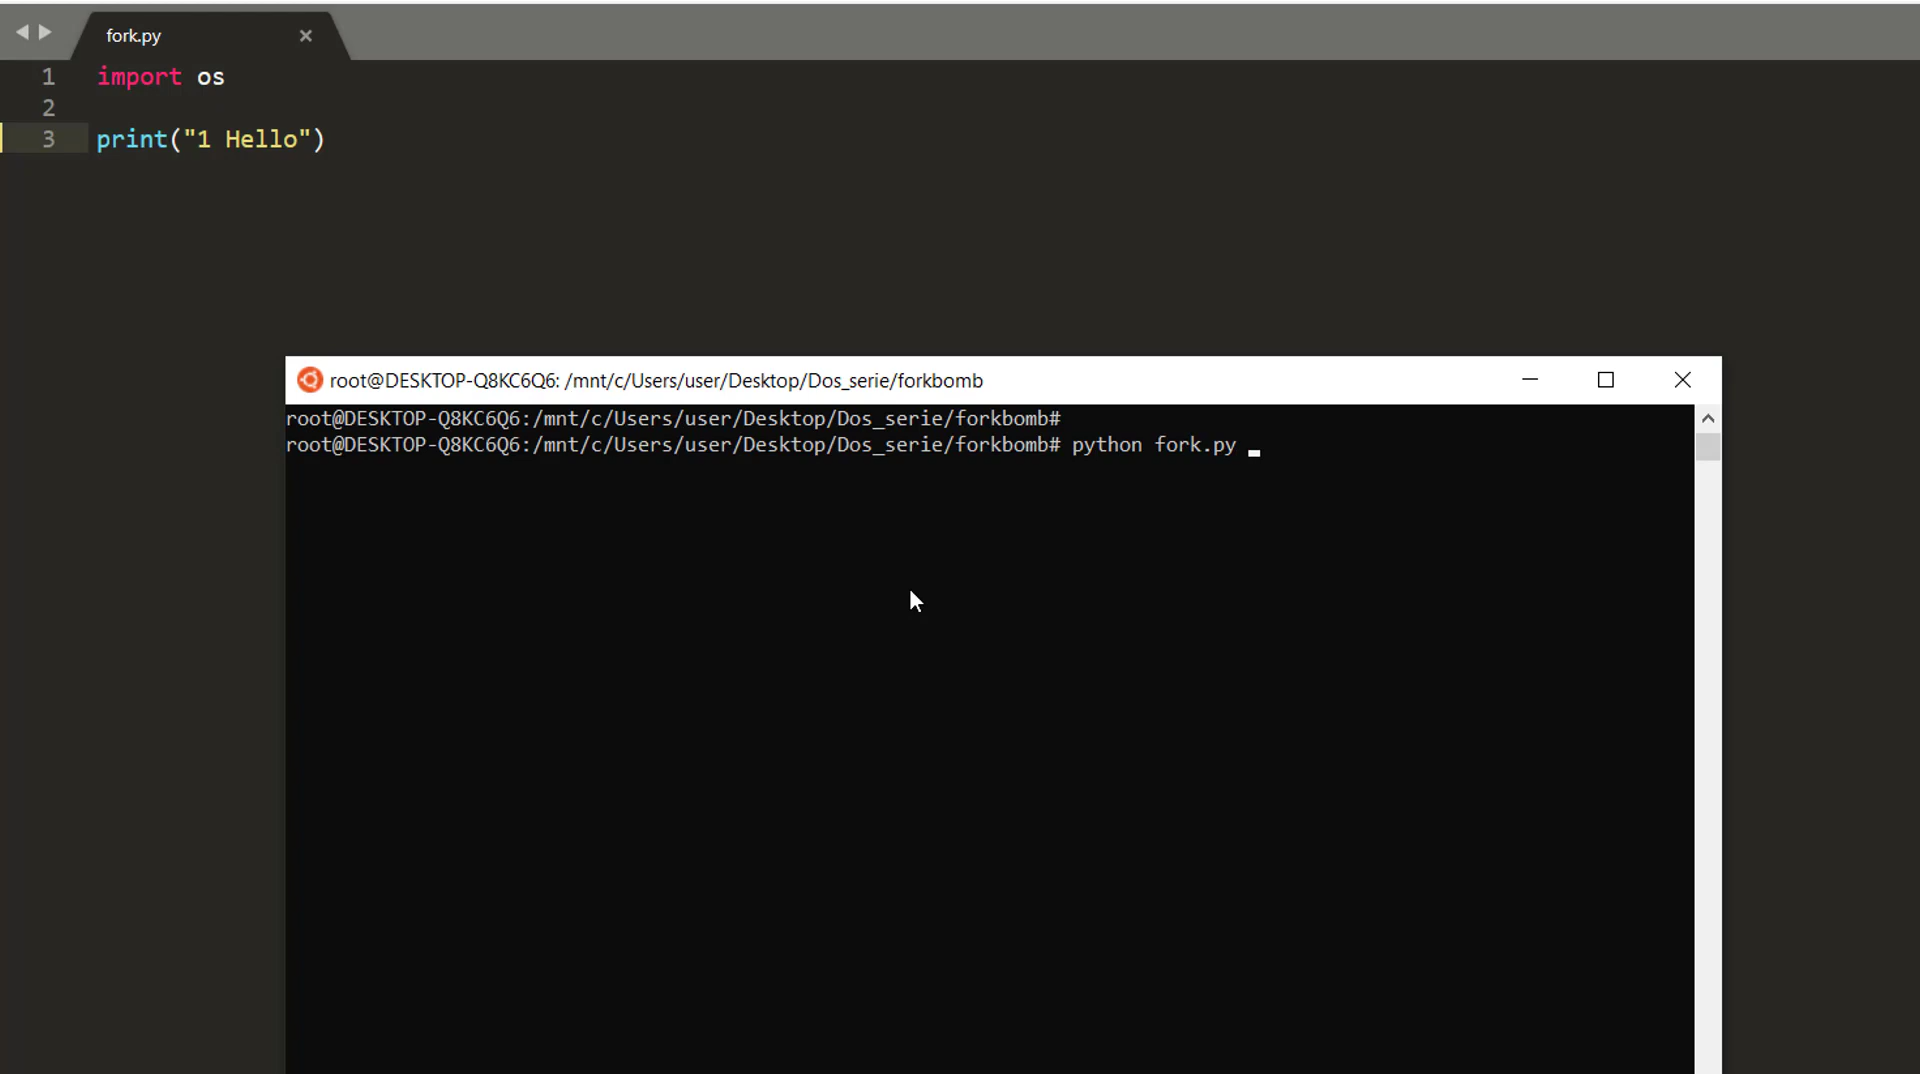 fork.py
1 import os
2
3 print("1 Hello")
root@DESKTOP-Q8KC6Q6: /mnt/c/Users/user/Desktop/Dos_serie/forkbomb
root@DESKTOP-Q8KC6Q6:/mnt/c/Users/user/Desktop/Dos_serie/forkbomb#
root@DESKTOP-Q8KC6Q6:/mnt/c/Users/user/Desktop/Dos_serie/forkbomb# python fork.py